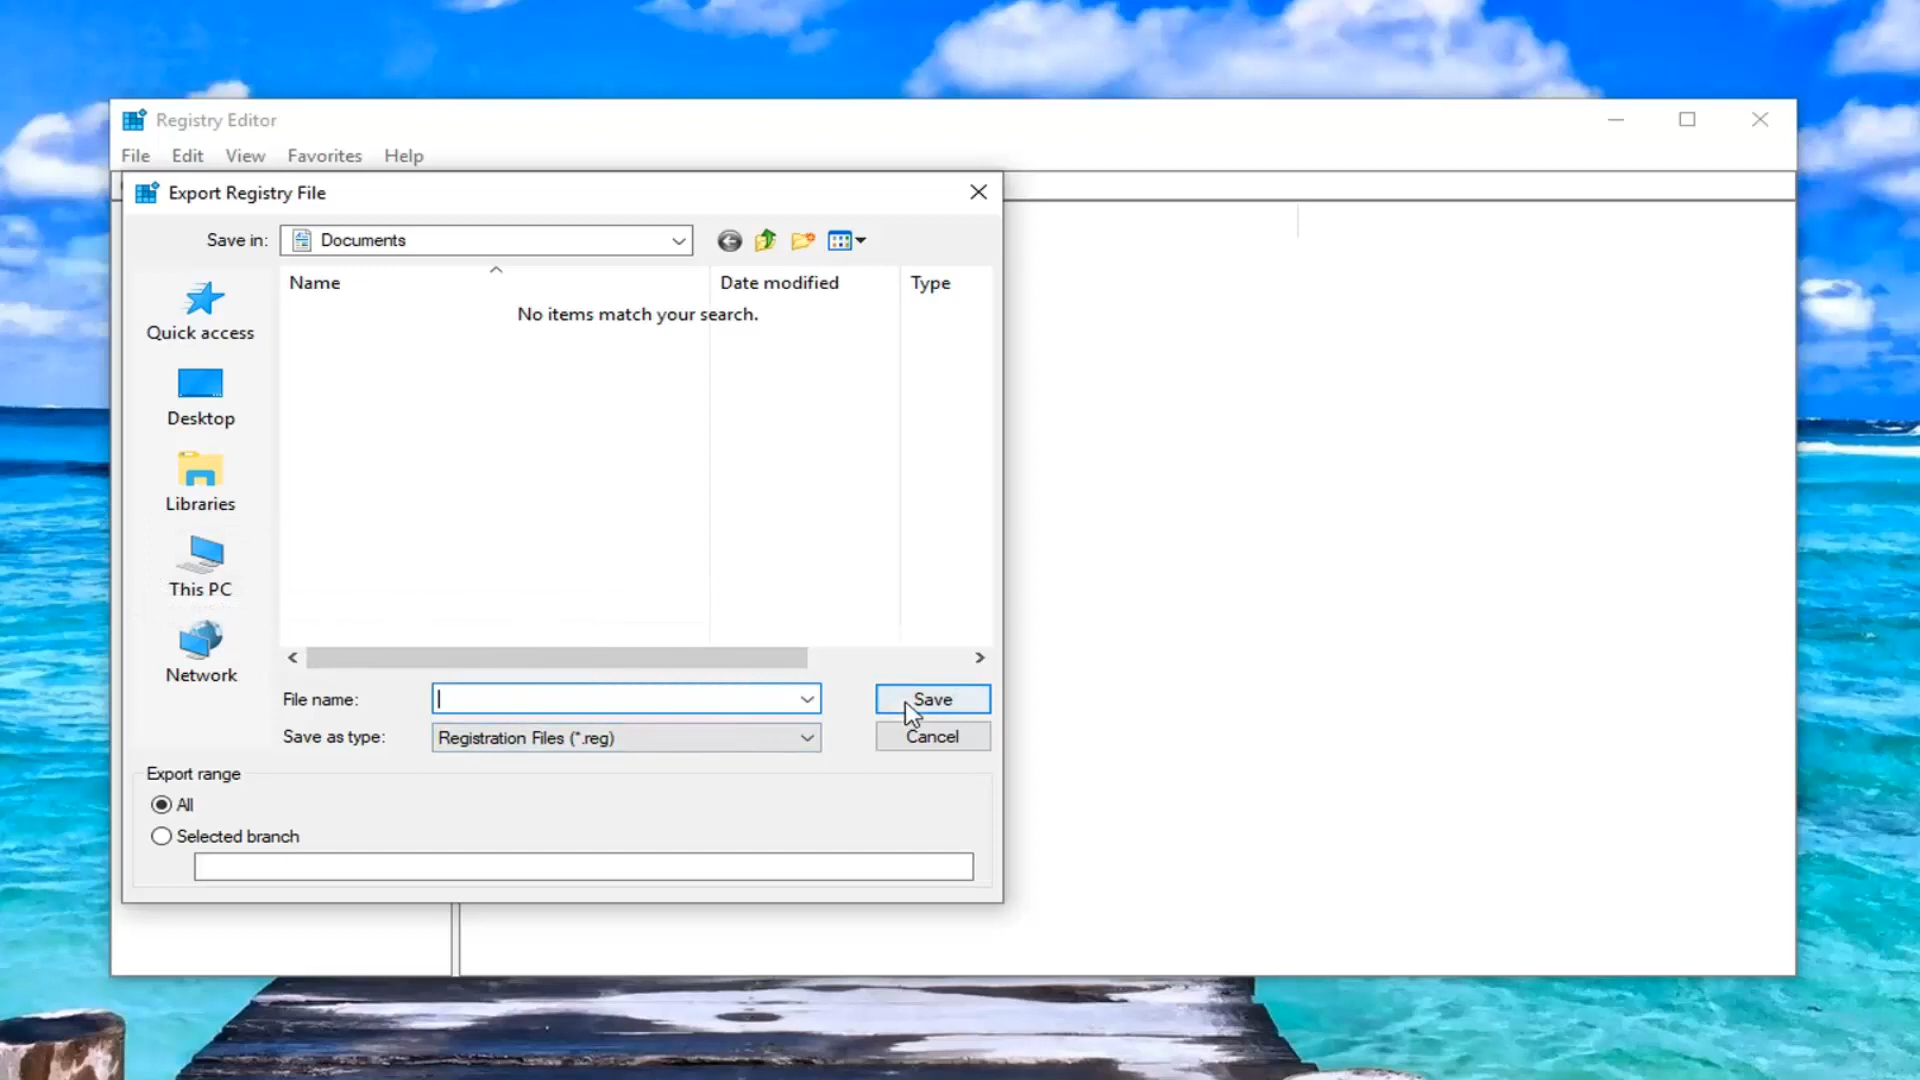 Registry Editor
File Edit View Favorites Help
Export Registry File
Save in: Documents
Name Date modified Type
No items match your search.
Quick access
Desktop
Libraries
This PC
Network
File name: Save
Save as type: Registration Files (*.reg) Cancel
Export range
All
Selected branch